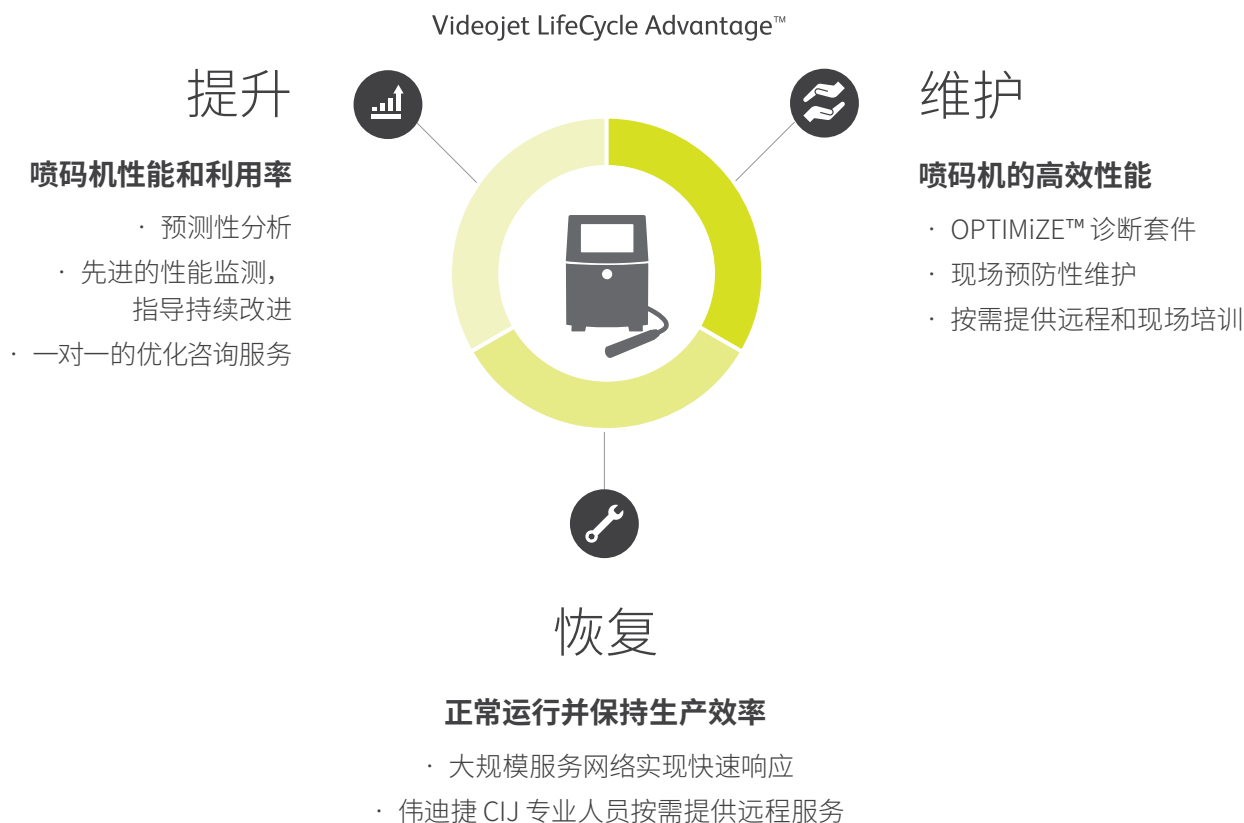 Videojet LifeCycle Advantage™
提升
喷码机性能和利用率
· 预测性分析
· 先进的性能监测，
指导持续改进
· 一对一的优化咨询服务
维护
喷码机的高效性能
· OPTIMiZE™ 诊断套件
· 现场预防性维护
· 按需提供远程和现场培训
恢复
正常运行并保持生产效率
· 大规模服务网络实现快速响应
· 伟迪捷 CIJ 专业人员按需提供远程服务